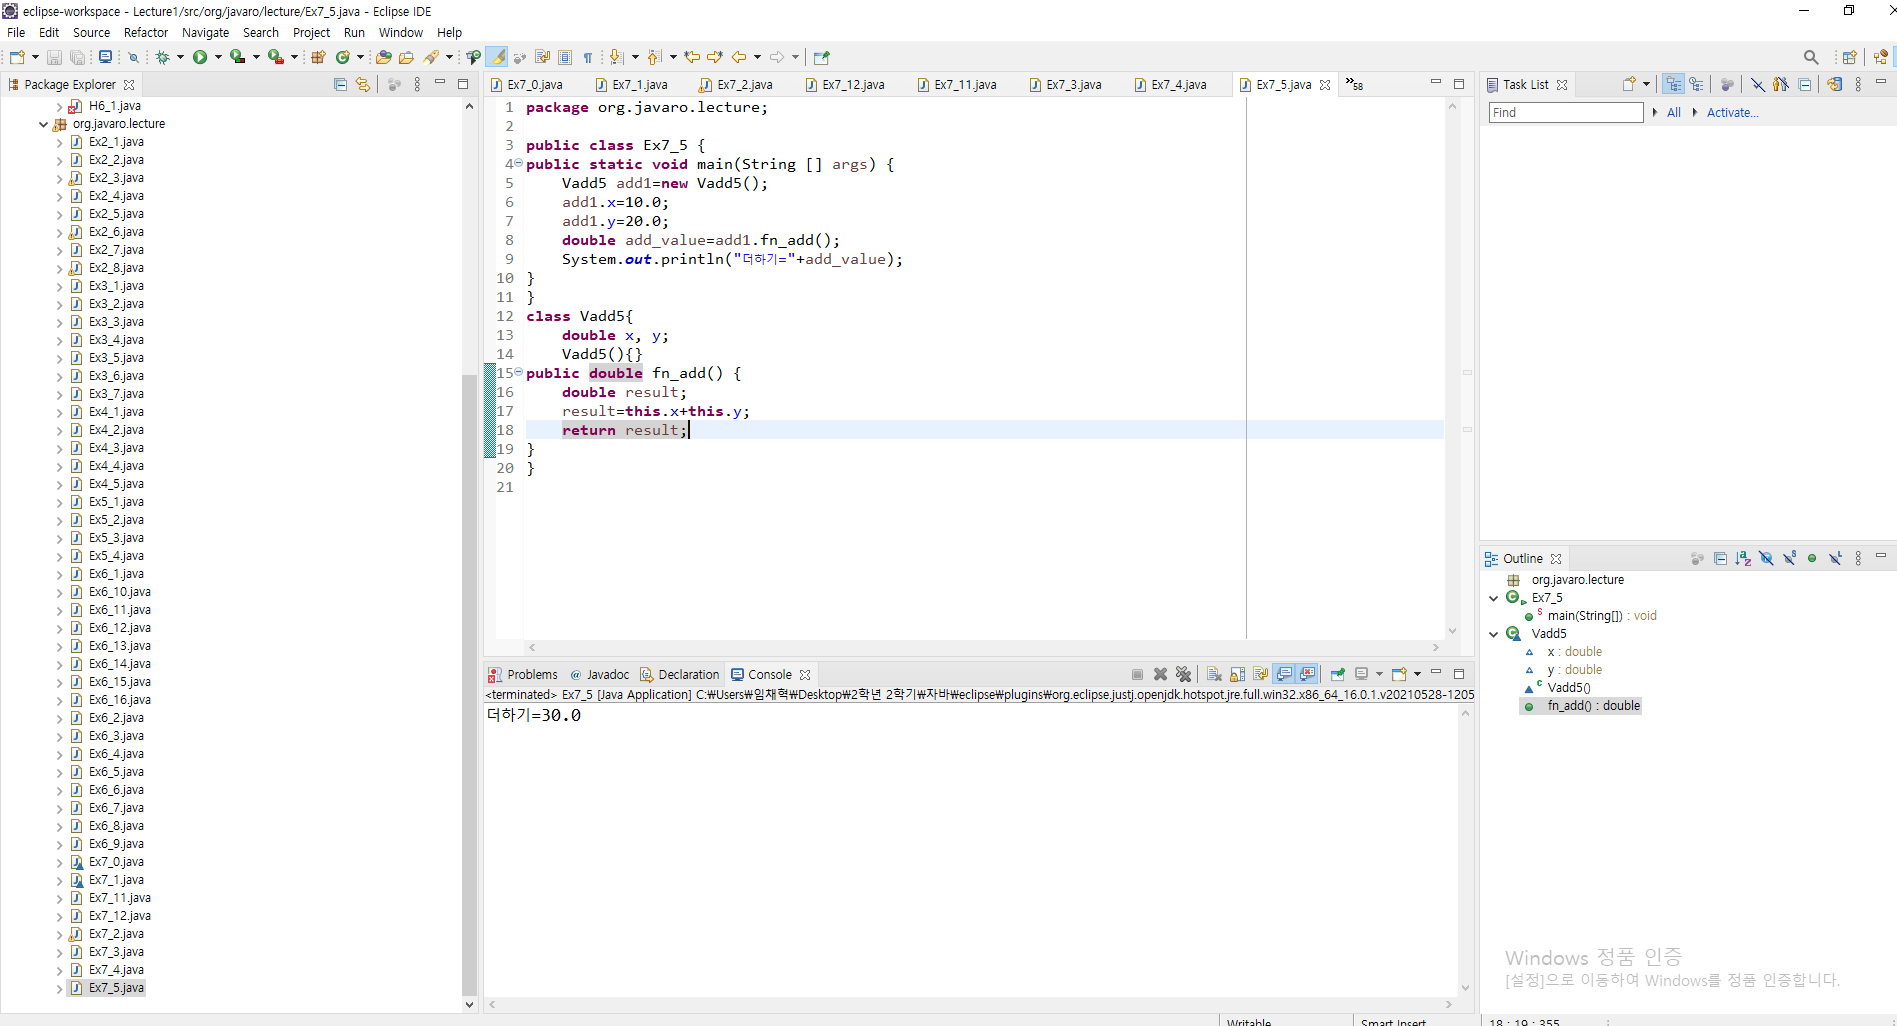 eclipse-workspace - Lecture1/src/org/javaro/lecture/Ex7_5.java - Eclipse IDE
File Edit Source Refactor Navigate Search Project Run Window Help
Package Explorer
H6_1.java
org.javaro.lecture
Ex2_1.java
Ex2_2.java
Ex2_3.java
Ex2_4.java
Ex2_5.java
Ex2_6.java
Ex2_7.java
Ex2_8.java
Ex3_1.java
Ex3_2.java
Ex3_3.java
Ex3_4.java
Ex3_5.java
Ex3_6.java
Ex3_7.java
Ex4_1.java
Ex4_2.java
Ex4_3.java
Ex4_4.java
Ex4_5.java
Ex5_1.java
Ex5_2.java
Ex5_3.java
Ex5_4.java
Ex6_1.java
Ex6_10.java
Ex6_11.java
Ex6_12.java
Ex6_13.java
Ex6_14.java
Ex6_15.java
Ex6_16.java
Ex6_2.java
Ex6_3.java
Ex6_4.java
Ex6_5.java
Ex6_6.java
Ex6_7.java
Ex6_8.java
Ex6_9.java
Ex7_0.java
Ex7_1.java
Ex7_11.java
Ex7_12.java
Ex7_2.java
Ex7_3.java
Ex7_4.java
Ex7_5.java
Ex7_0.java Ex7_1.java Ex7_2.java Ex7_12.java Ex7_11.java Ex7_3.java Ex7_4.java Ex7_5.java »58
1 package org.javaro.lecture;
2
3 public class Ex7_5 {
4 public static void main(String [] args) {
5 Vadd5 add1=new Vadd5();
6 add1.x=10.0;
7 add1.y=20.0;
8 double add_value=add1.fn_add();
9 System.out.println("더하기="+add_value);
10 }
11 }
12 class Vadd5{
13 double x, y;
14 Vadd5(){}
15 public double fn_add() {
16 double result;
17 result=this.x+this.y;
18 return result;
19 }
20 }
21
Problems @ Javadoc Declaration Console
<terminated> Ex7_5 [Java Application] C:₩Users₩임채혁₩Desktop₩2학년 2학기₩자바₩eclipse₩plugins₩org.eclipse.justj.openjdk.hotspot.jre.full.win32.x86_64_16.0.1.v20210528-1205
더하기=30.0
Task List
Find All Activate...
Outline
org.javaro.lecture
Ex7_5
main(String[]) : void
Vadd5
x : double
y : double
Vadd5()
fn_add() : double
Windows 정품 인증
[설정]으로 이동하여 Windows를 정품 인증합니다.
Writable Smart Insert 18 : 19 : 355